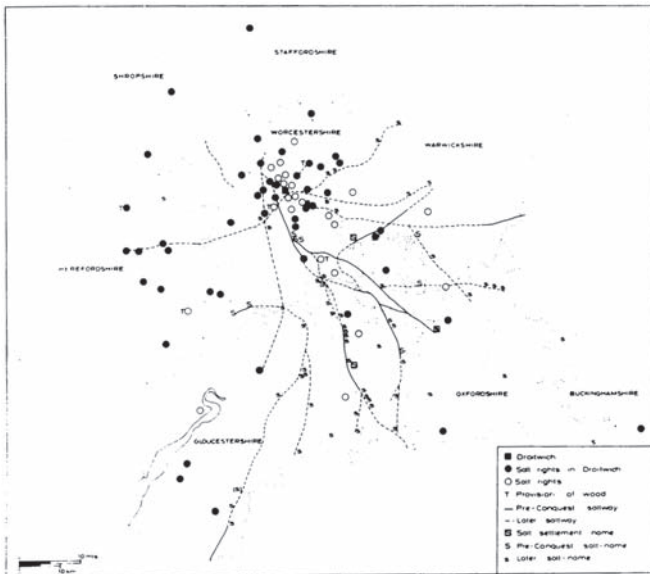 STAFFORDSHIRE
SHROPSHIRE
WORCESTERSHIRE
WARWICKSHIRE
HEREFORDSHIRE
OXFORDSHIRE
BUCKINGHAMSHIRE
GLOUCESTERSHIRE
Droitwich
Salt rights in Droitwich
Salt rights
T Provision of wood
Pre-Conquest saltway
Later saltway
S Salt settlement name
S Pre-Conquest salt-name
s Later salt-name
10 mls
10 km